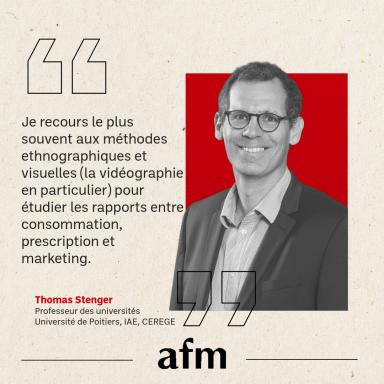 Je recours le plus
souvent aux méthodes
ethnographiques et
visuelles (la vidéographie
en particulier) pour
étudier les rapports entre
consommation,
prescription et
marketing.
Thomas Stenger
Professeur des universités
Université de Poitiers, IAE, CEREGE
afm